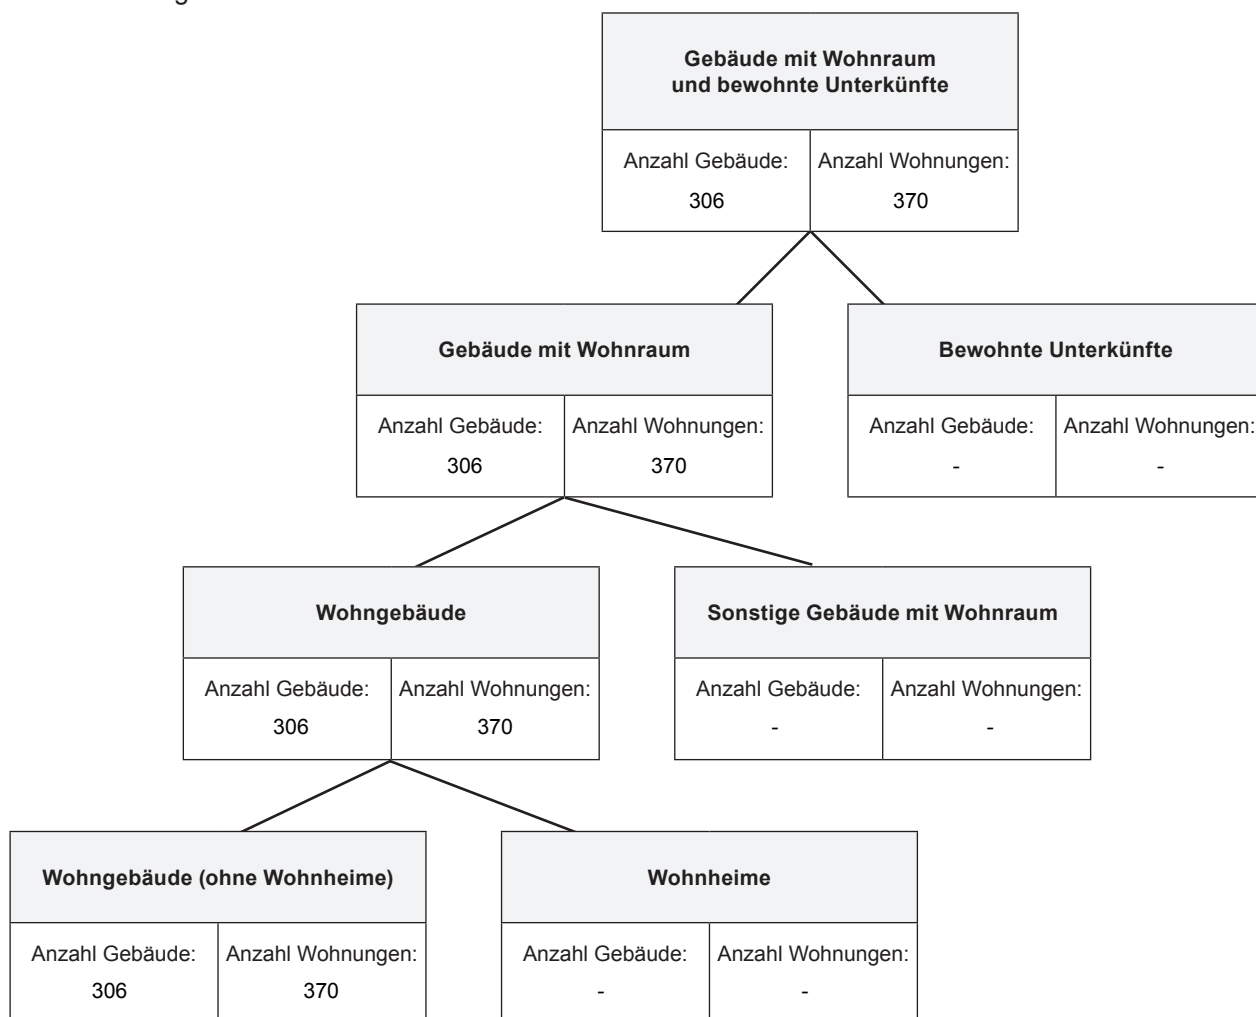 Gebäude mit Wohnraum
und bewohnte Unterkünfte
Anzahl Gebäude: Anzahl Wohnungen:
306 370
Gebäude mit Wohnraum
Bewohnte Unterkünfte
Anzahl Gebäude: Anzahl Wohnungen:
306 370
Anzahl Gebäude: Anzahl Wohnungen:
- -
Wohngebäude
Sonstige Gebäude mit Wohnraum
Anzahl Gebäude: Anzahl Wohnungen:
306 370
Anzahl Gebäude: Anzahl Wohnungen:
- -
Wohngebäude (ohne Wohnheime)
Wohnheime
Anzahl Gebäude: Anzahl Wohnungen:
306 370
Anzahl Gebäude: Anzahl Wohnungen:
- -